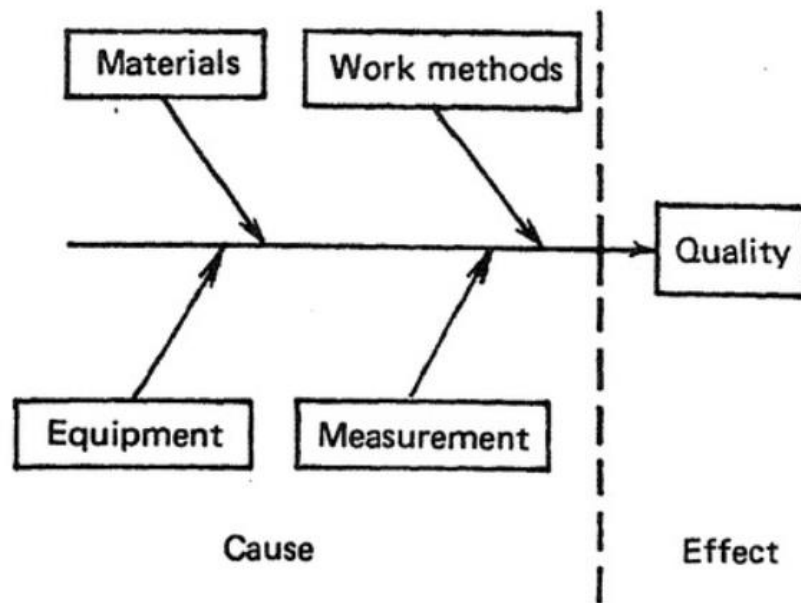 Materials
Work methods
Quality
Equipment
Measurement
Cause
Effect